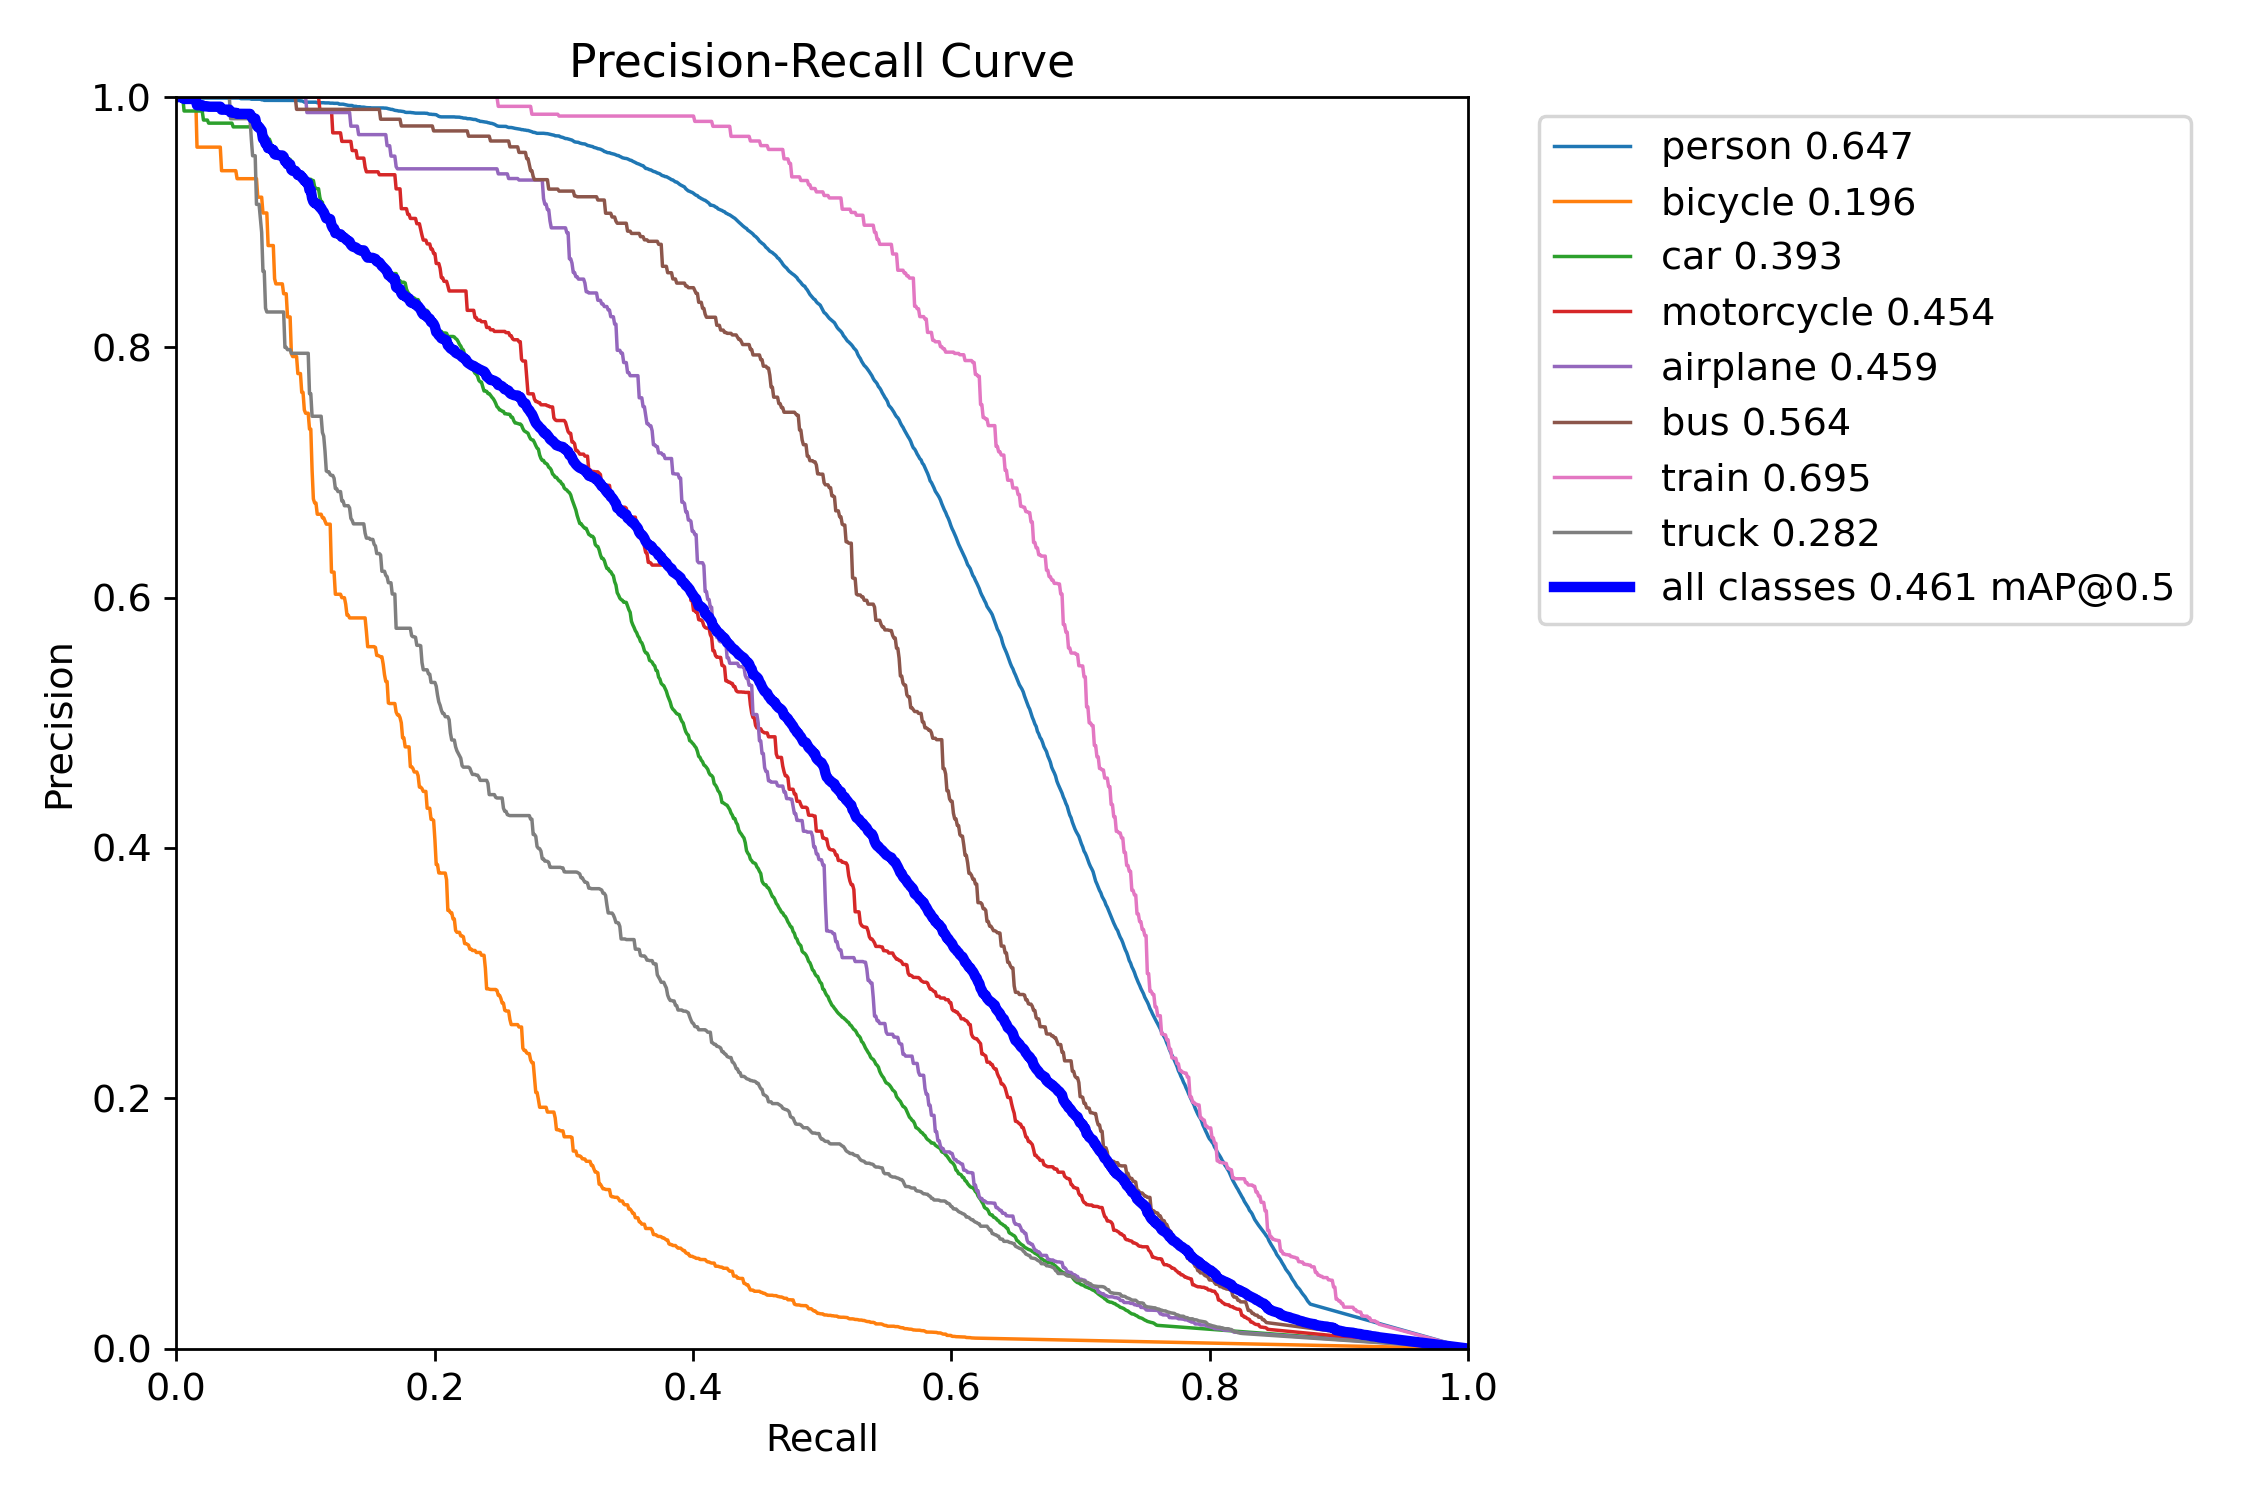 Precision-Recall Curve
1.0
0.8
0.6
0.4
0.2
0.0
Precision
0.0 0.2 0.4 0.6 0.8 1.0
Recall
person 0.647
bicycle 0.196
car 0.393
motorcycle 0.454
airplane 0.459
bus 0.564
train 0.695
truck 0.282
all classes 0.461 mAP@0.5